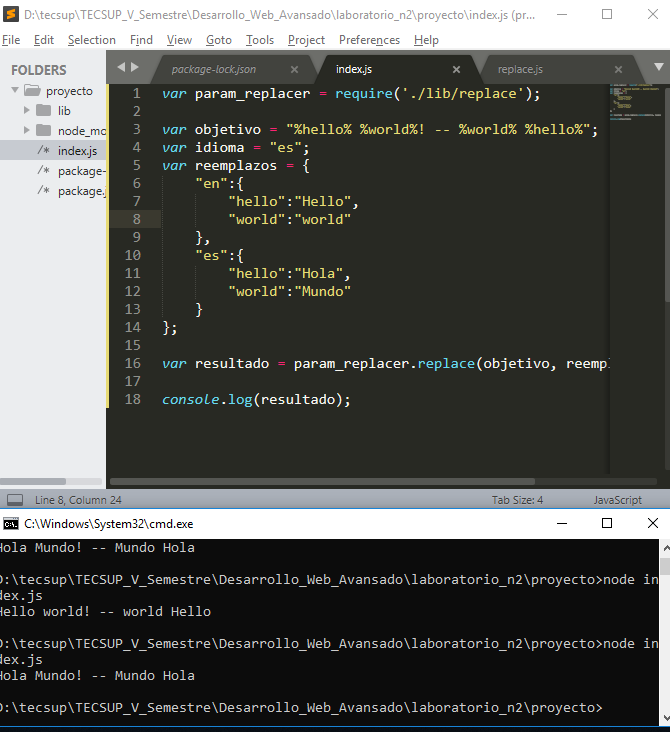 D:\tecsup\TECSUP_V_Semestre\Desarrollo_Web_Avansado\laboratorio_n2\proyecto\index.js (pr...
File Edit Selection Find View Goto Tools Project Preferences Help
FOLDERS
package-lock.json index.js replace.js
proyecto
lib
node_mo
index.js
package-
package.j
1 var param_replacer = require('./lib/replace');
2
3 var objetivo = "%hello% %world%! -- %world% %hello%";
4 var idioma = "es";
5 var reemplazos = {
6 "en":{
7 "hello":"Hello",
8 "world":"world"
9 },
10 "es":{
11 "hello":"Hola",
12 "world":"Mundo"
13 }
14 };
15
16 var resultado = param_replacer.replace(objetivo, reempl
17
18 console.log(resultado);
Line 8, Column 24 Tab Size: 4 JavaScript
C:\Windows\System32\cmd.exe
Hola Mundo! -- Mundo Hola
D:\tecsup\TECSUP_V_Semestre\Desarrollo_Web_Avansado\laboratorio_n2\proyecto>node in
dex.js
Hello world! -- world Hello
D:\tecsup\TECSUP_V_Semestre\Desarrollo_Web_Avansado\laboratorio_n2\proyecto>node in
dex.js
Hola Mundo! -- Mundo Hola
D:\tecsup\TECSUP_V_Semestre\Desarrollo_Web_Avansado\laboratorio_n2\proyecto>